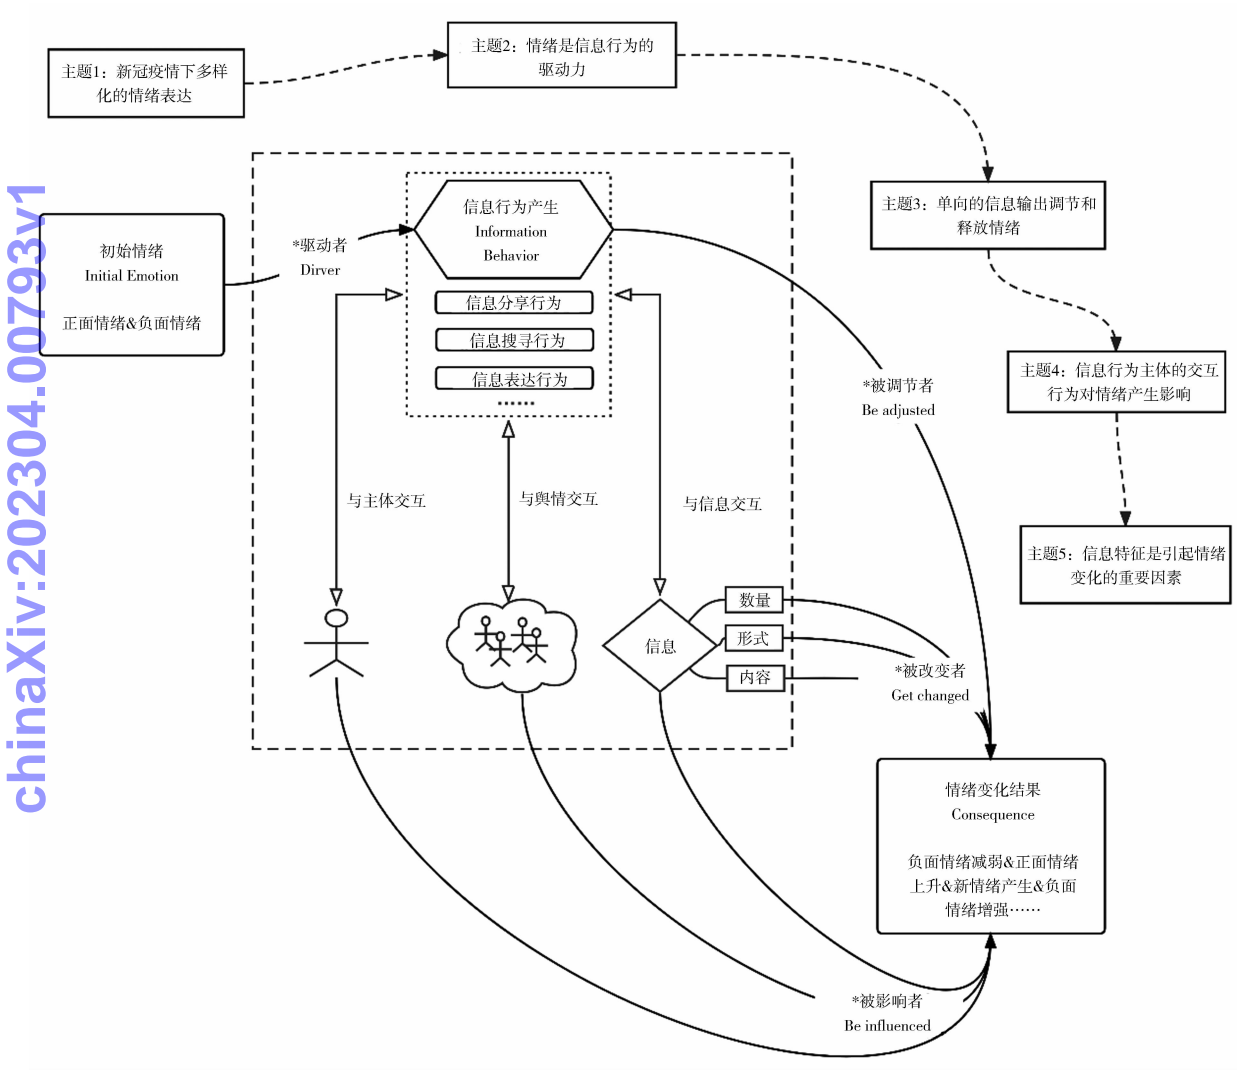 主题1：新冠疫情下多样
化的情绪表达
主题2：情绪是信息行为的
驱动力
主题3：单向的信息输出调节和
释放情绪
主题4：信息行为主体的交互
行为对情绪产生影响
主题5：信息特征是引起情绪
变化的重要因素
chinaXiv:202304.00793v1
初始情绪
Initial Emotion
正面情绪&负面情绪
*驱动者
Dirver
信息行为产生
Information
Behavior
信息分享行为
信息搜寻行为
信息表达行为
······
*被调节者
Be adjusted
与主体交互
与舆情交互
与信息交互
信息
数量
形式
内容
*被改变者
Get changed
情绪变化结果
Consequence
负面情绪减弱&正面情绪
上升&新情绪产生&负面
情绪增强……
*被影响者
Be influenced